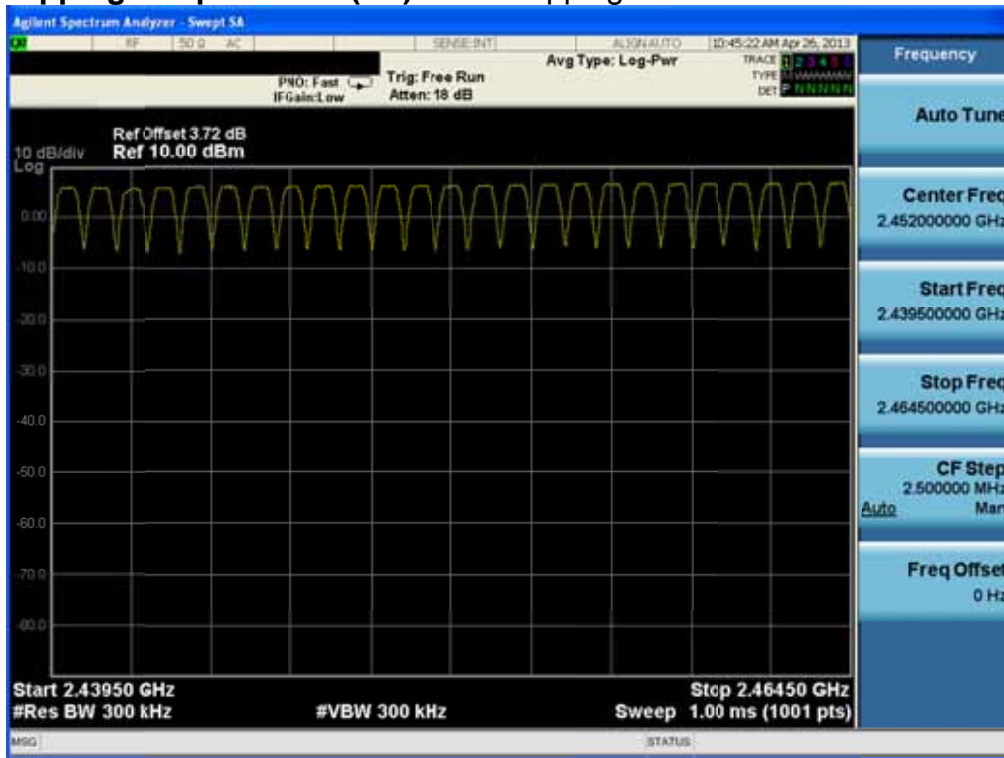 Agilent Spectrum Analyzer - Swept SA
RF 50 Ω AC SENSE:INT ALIGNAUTO 10:45:22 AM Apr 26, 2013
Avg Type: Log-Pwr
TRACE 1 2 3 4 5 6
PNO: Fast Trig: Free Run
TYPE
IFGain:Low Atten: 18 dB
DET P N N N N N
Ref Offset 3.72 dB
10 dB/div Ref 10.00 dBm
Log
0.00
-10.0
-20.0
-30.0
-40.0
-50.0
-60.0
-70.0
-80.0
Start 2.43950 GHz Stop 2.46450 GHz
#Res BW 300 kHz #VBW 300 kHz Sweep 1.00 ms (1001 pts)
MSG STATUS
Frequency
Auto Tune
Center Freq
2.452000000 GHz
Start Freq
2.439500000 GHz
Stop Freq
2.464500000 GHz
CF Step
2.500000 MHz
Auto Man
Freq Offset
0 Hz